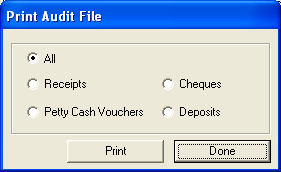 Print Audit File
All
Receipts Cheques
Petty Cash Vouchers Deposits
Print Done